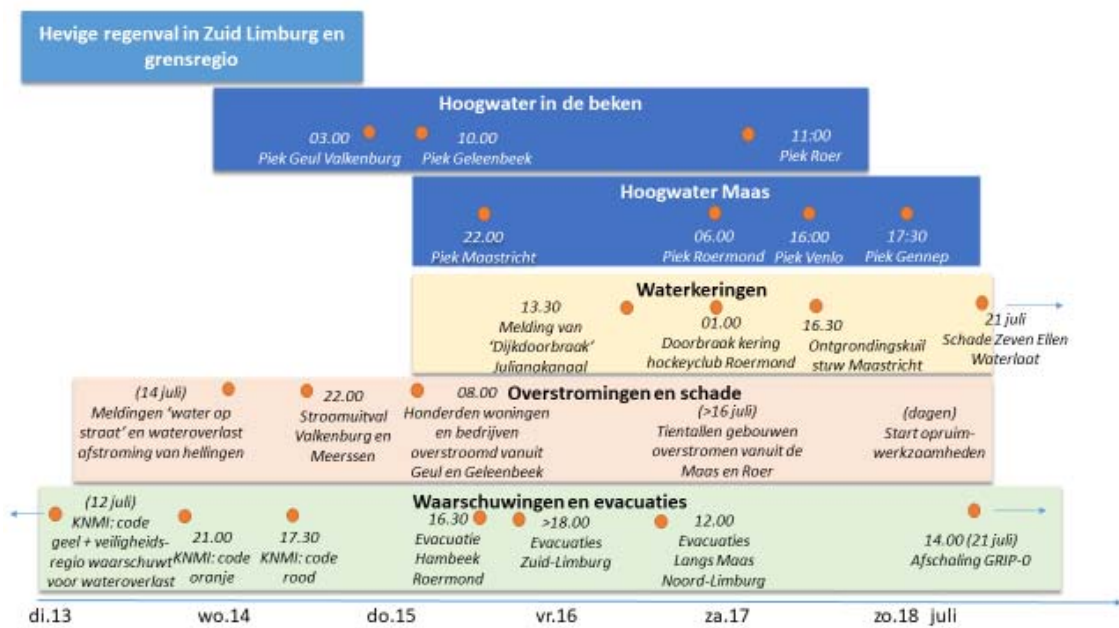 Hevige regenval in Zuid Limburg en
grensregio
Hoogwater in de beken
03.00
Piek Geul Valkenburg
10.00
Piek Geleenbeek
11:00
Piek Roer
Hoogwater Maas
22.00
Piek Maastricht
06.00
Piek Roermond
16:00
Piek Venlo
17:30
Piek Gennep
Waterkeringen
13.30
Melding van
‘Dijkdoorbraak’
Julianakanaal
01.00
Doorbraak kering
hockeyclub Roermond
16.30
Ontgrondingskuil
stuw Maastricht
21 juli
Schade Zeven Ellen
Waterlaat
Overstromingen en schade
(14 juli)
Meldingen ‘water op
straat’ en wateroverlast
afstroming van hellingen
22.00
Stroomuitval
Valkenburg en
Meerssen
08.00
Honderden woningen
en bedrijven
overstroomd vanuit
Geul en Geleenbeek
(>16 juli)
Tientallen gebouwen
overstromen vanuit de
Maas en Roer
(dagen)
Start opruim-
werkzaamheden
Waarschuwingen en evacuaties
(12 juli)
KNMI: code
geel + veiligheids-
regio waarschuwt
voor wateroverlast
21.00
KNMI: code
oranje
17.30
KNMI: code
rood
16.30
Evacuatie
Hambeek
Roermond
>18.00
Evacuaties
Zuid-Limburg
12.00
Evacuaties
Langs Maas
Noord-Limburg
14.00 (21 juli)
Afschaling GRIP-0
di.13 wo.14 do.15 vr.16 za.17 zo.18 juli